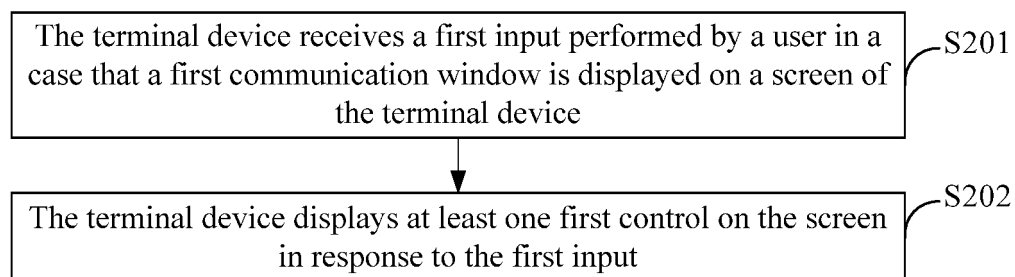 The terminal device receives a first input performed by a user in a
case that a first communication window is displayed on a screen of
the terminal device
S201
The terminal device displays at least one first control on the screen
in response to the first input
S202